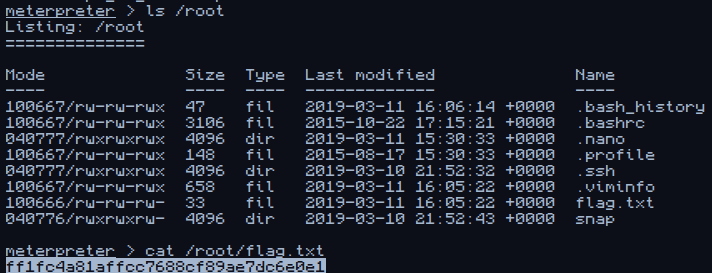 meterpreter > ls /root
Listing: /root
==============
Mode Size Type Last modified Name
---- ---- ---- ------------- ----
100667/rw-rw-rwx 47 fil 2019-03-11 16:06:14 +0000 .bash_history
100667/rw-rw-rwx 3106 fil 2015-10-22 17:15:21 +0000 .bashrc
040777/rwxrwxrwx 4096 dir 2019-03-11 15:30:33 +0000 .nano
100667/rw-rw-rwx 148 fil 2015-08-17 15:30:33 +0000 .profile
040777/rwxrwxrwx 4096 dir 2019-03-10 21:52:32 +0000 .ssh
100667/rw-rw-rwx 658 fil 2019-03-11 16:05:22 +0000 .viminfo
100666/rw-rw-rw- 33 fil 2019-03-11 16:05:22 +0000 flag.txt
040776/rwxrwxrw- 4096 dir 2019-03-10 21:52:43 +0000 snap
meterpreter > cat /root/flag.txt
ff1fc4a81affcc7688cf89ae7dc6e0e1